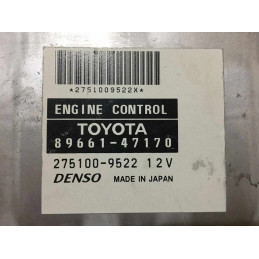 *2751009522X*
ENGINE CONTROL
TOYOTA
89661-47170
275100-9522 12V
DENSO MADE IN JAPAN